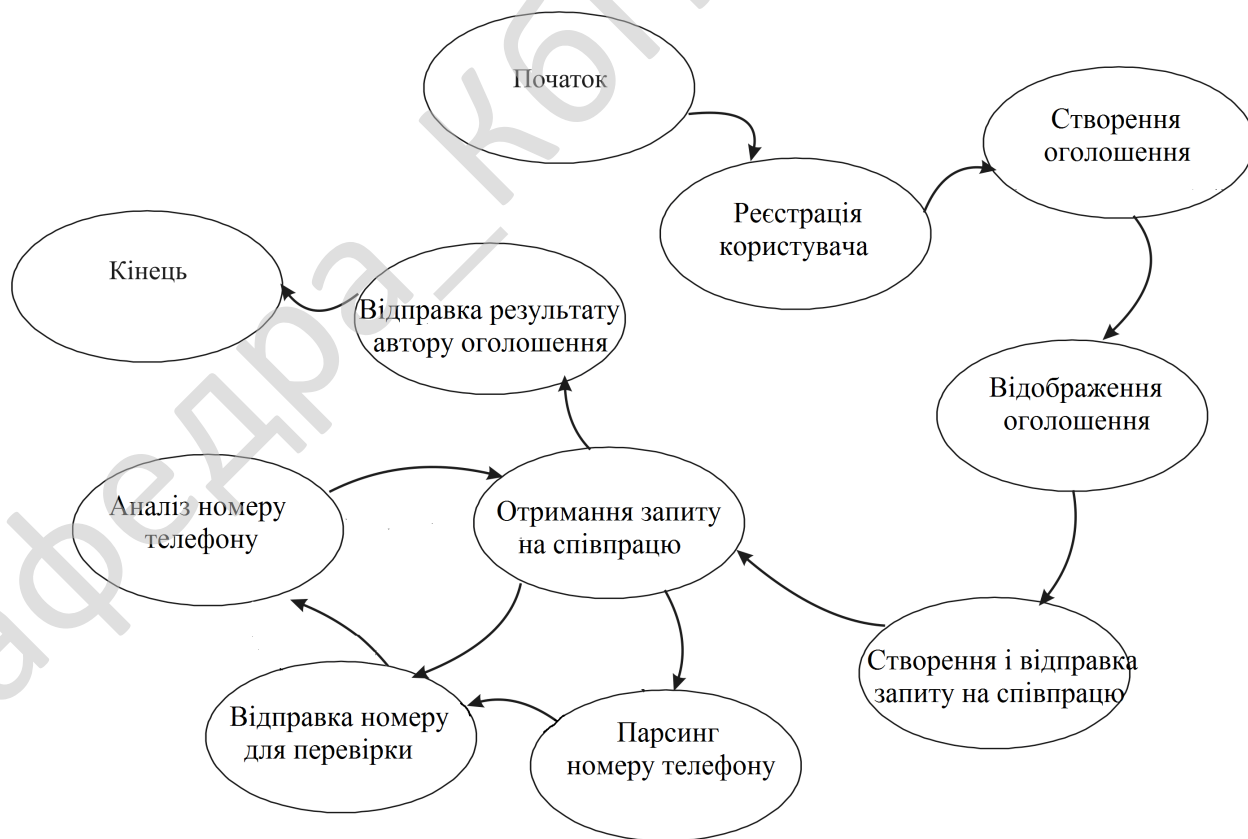 Початок
Створення
оголошення
Реєстрація
користувача
Кінець
Відправка результату
автору оголошення
Відображення
оголошення
Аналіз номеру
телефону
Отримання запиту
на співпрацю
Створення і відправка
запиту на співпрацю
Відправка номеру
для перевірки
Парсинг
номеру телефону